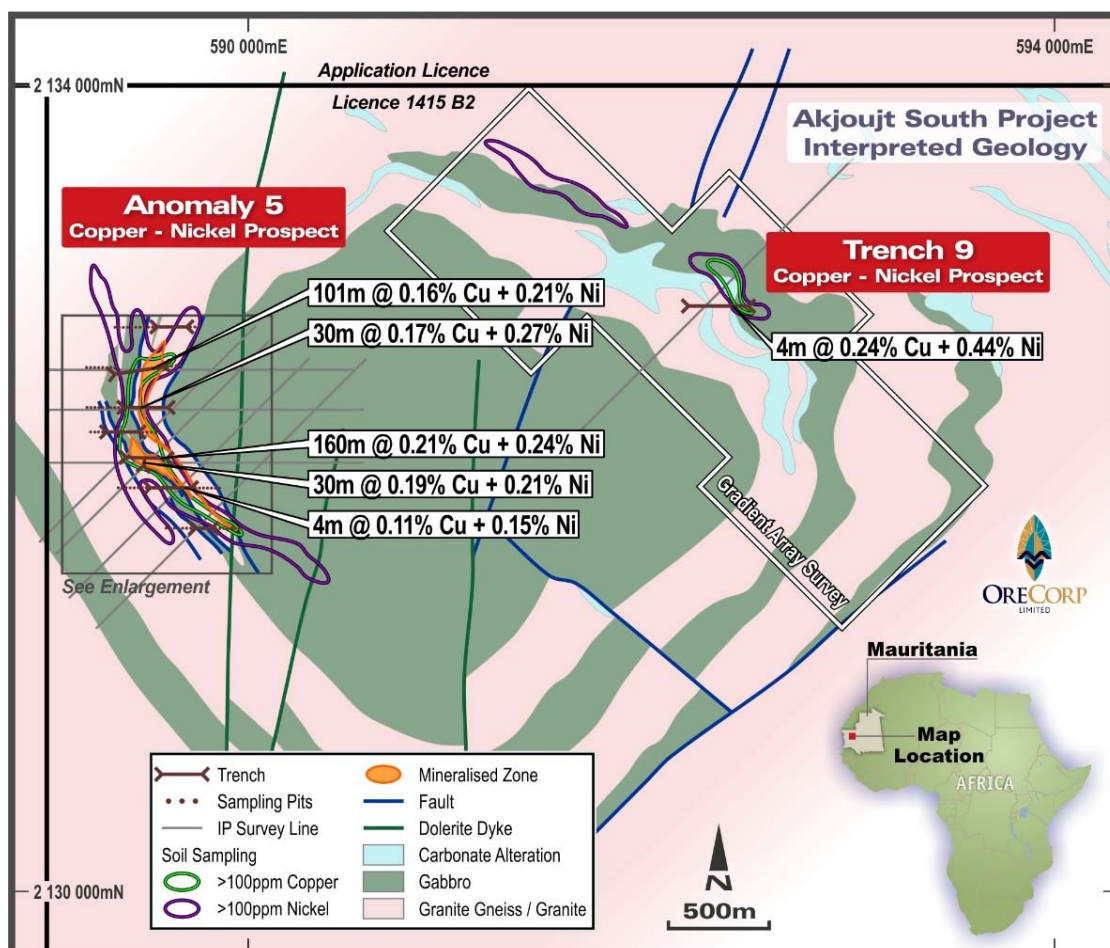 590 000mE
594 000mE
2 134 000mN
Application Licence
Licence 1415 B2
Akjoujt South Project
Interpreted Geology
Anomaly 5
Copper - Nickel Prospect
Trench 9
Copper - Nickel Prospect
101m @ 0.16% Cu + 0.21% Ni
30m @ 0.17% Cu + 0.27% Ni
4m @ 0.24% Cu + 0.44% Ni
160m @ 0.21% Cu + 0.24% Ni
30m @ 0.19% Cu + 0.21% Ni
4m @ 0.11% Cu + 0.15% Ni
Gradient Array Survey
See Enlargement
ORECORP
LIMITED
Mauritania
Map
Location
AFRICA
Trench
Sampling Pits
IP Survey Line
Soil Sampling
>100ppm Copper
>100ppm Nickel
Mineralised Zone
Fault
Dolerite Dyke
Carbonate Alteration
Gabbro
Granite Gneiss / Granite
N
500m
2 130 000mN